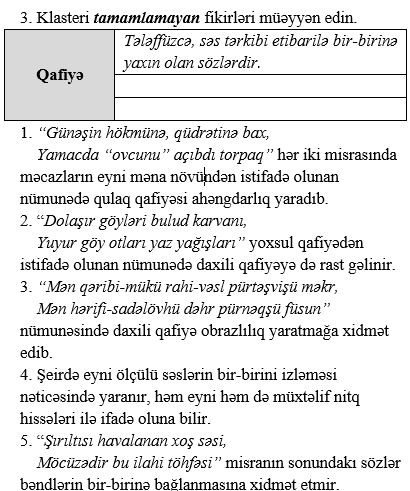 3. Klasteri tamamlamayan fikirləri müəyyən edin.
Qafiyə
Tələffüzcə, səs tərkibi etibarilə bir-birinə
yaxın olan sözlərdir.
1. “Günəşin hökmünə, qüdrətinə bax,
Yamacda “ovcunu” açıbdı torpaq” hər iki misrasında
məcazların eyni məna növündən istifadə olunan
nümunədə qulaq qafiyəsi ahəngdarlıq yaradıb.
2. “Dolaşır göyləri bulud karvanı,
Yuyur göy otları yaz yağışları” yoxsul qafiyədən
istifadə olunan nümunədə daxili qafiyəyə də rast gəlinir.
3. “Mən qəribi-mükü rahi-vəsl pürtəşvişü məkr,
Mən hərifi-sadəlövhü dəhr pürnəqşü füsun”
nümunəsində daxili qafiyə obrazlılıq yaratmağa xidmət
edib.
4. Şeirdə eyni ölçülü səslərin bir-birini izləməsi
nəticəsində yaranır, həm eyni həm də müxtəlif nitq
hissələri ilə ifadə oluna bilir.
5. “Şırıltısı havalanan xoş səsi,
Möcüzədir bu ilahi töhfəsi” misranın sonundakı sözlər
bəndlərin bir-birinə bağlanmasına xidmət etmir.